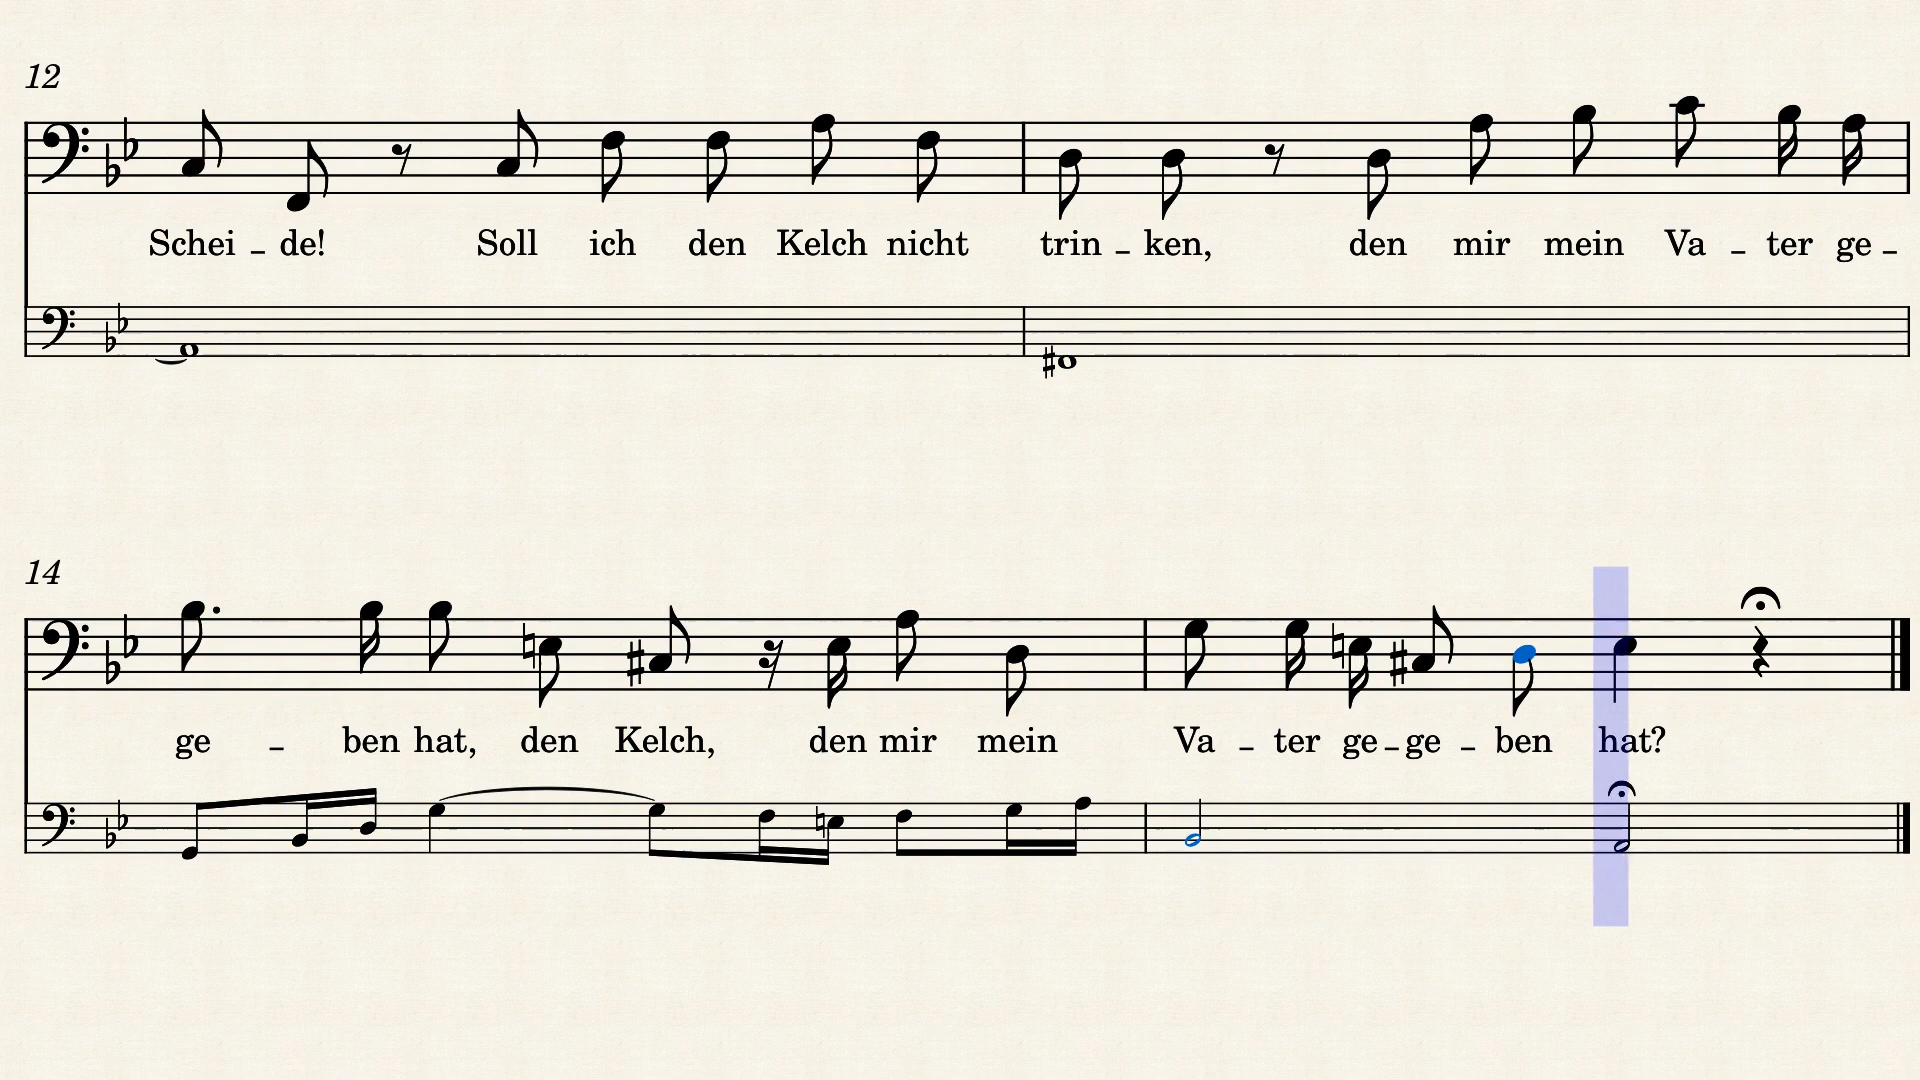 12
Schei - de! Soll ich den Kelch nicht trin - ken, den mir mein Va - ter ge -
14
ge - ben hat, den Kelch, den mir mein Va - ter ge - ge - ben hat?